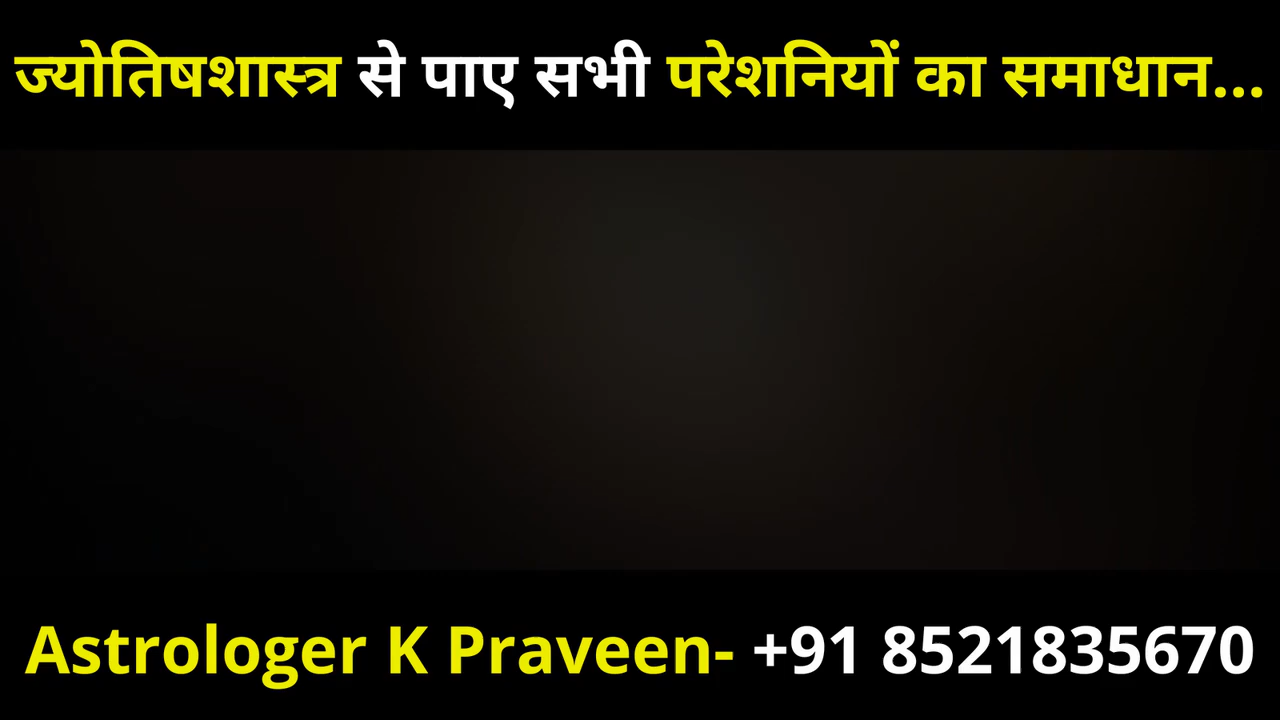 ज्योतिषशास्त्र से पाए सभी परेशनियों का समाधान...
Astrologer K Praveen- +91 8521835670